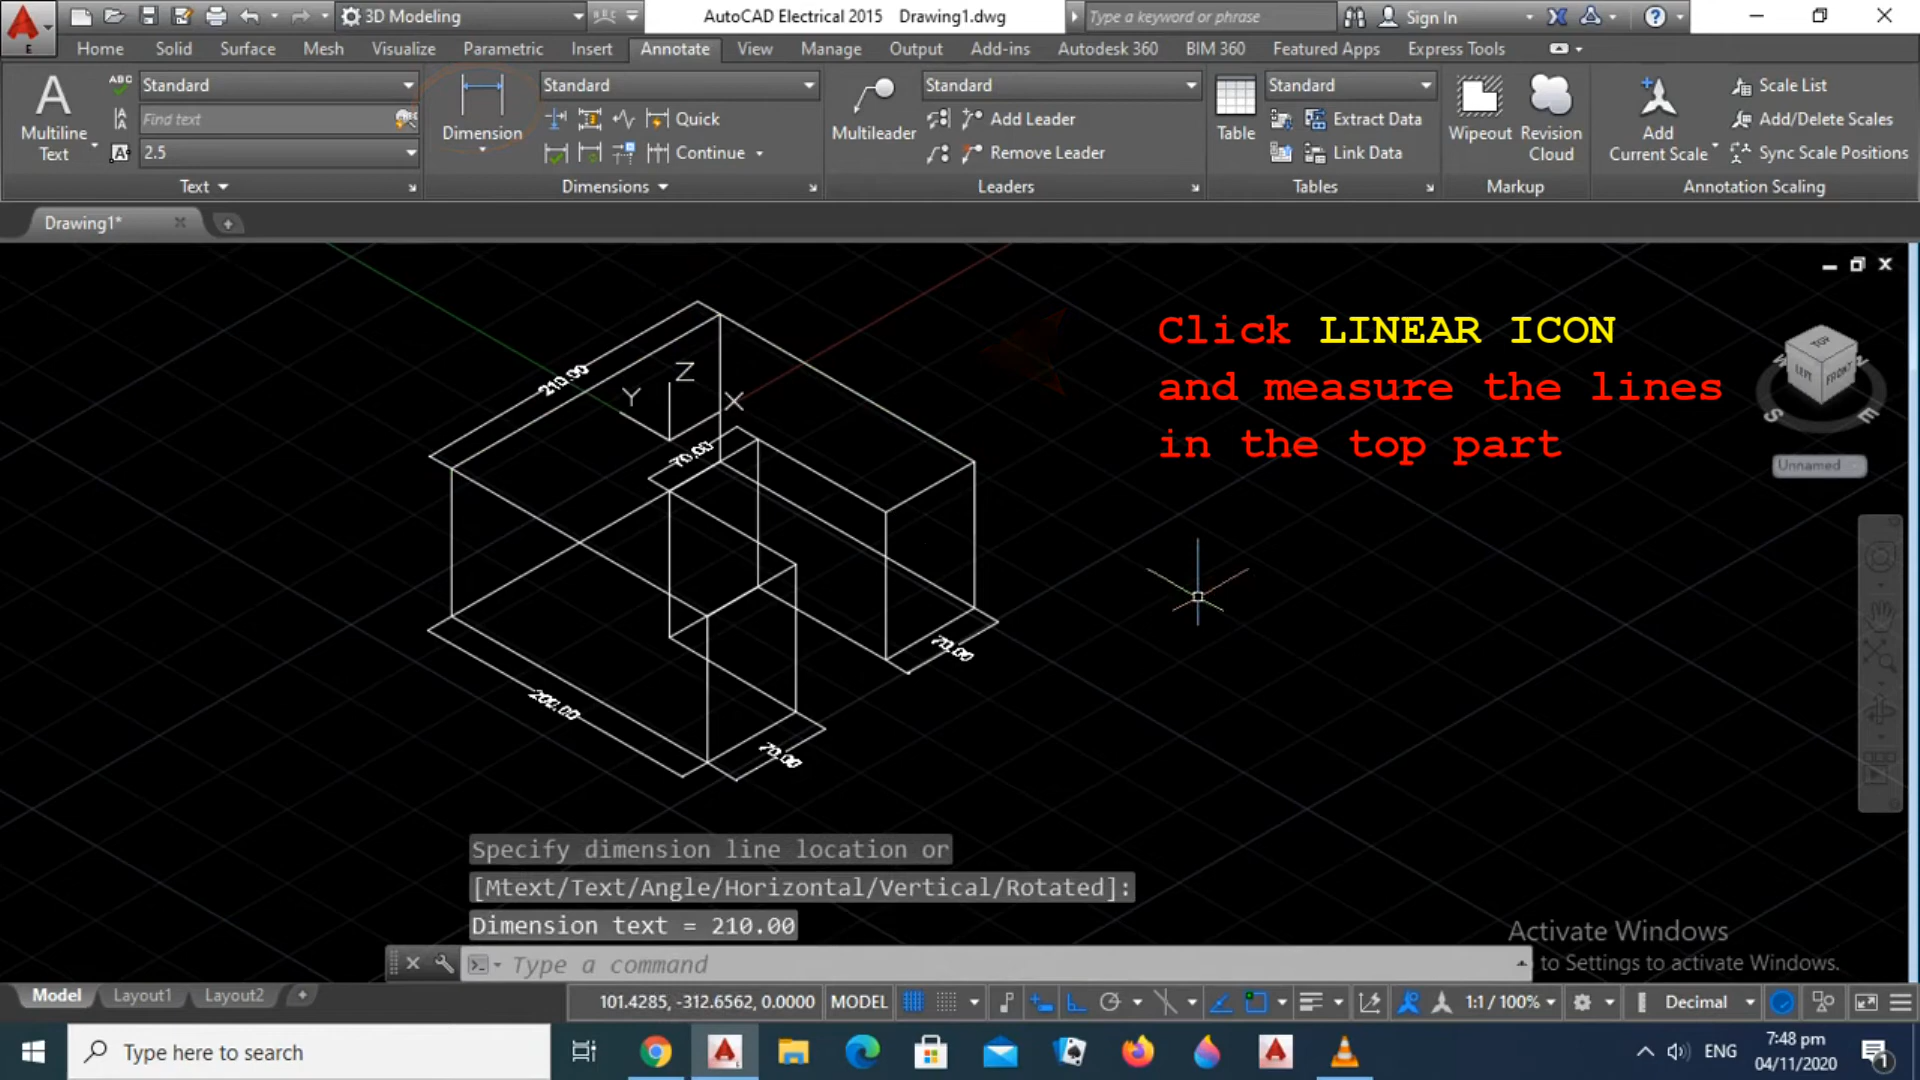 3D Modeling
AutoCAD Electrical 2015 Drawing1.dwg
Type a keyword or phrase
Sign In
Home Solid Surface Mesh Visualize Parametric Insert Annotate View Manage Output Add-ins Autodesk 360 BIM 360 Featured Apps Express Tools
E
A
Multiline
Text
ABC
Standard
Find text
2.5
Text
Dimension
Standard
Quick
Continue
Dimensions
Multileader
Standard
Add Leader
Remove Leader
Leaders
Table
Standard
Extract Data
Link Data
Tables
Wipeout
Revision
Cloud
Markup
Add
Current Scale
Scale List
Add/Delete Scales
Sync Scale Positions
Annotation Scaling
Drawing1*
Click LINEAR ICON
and measure the lines
in the top part
210.00
Z
Y
X
70.00
70.00
200.00
70.00
TOP
LEFT
FRONT
S
E
Unnamed
Specify dimension line location or
[Mtext/Text/Angle/Horizontal/Vertical/Rotated]:
Dimension text = 210.00
Type a command
Activate Windows
to Settings to activate Windows.
Model Layout1 Layout2
101.4285, -312.6562, 0.0000 MODEL
1:1 / 100%
Decimal
Type here to search
ENG
7:48 pm
04/11/2020
1